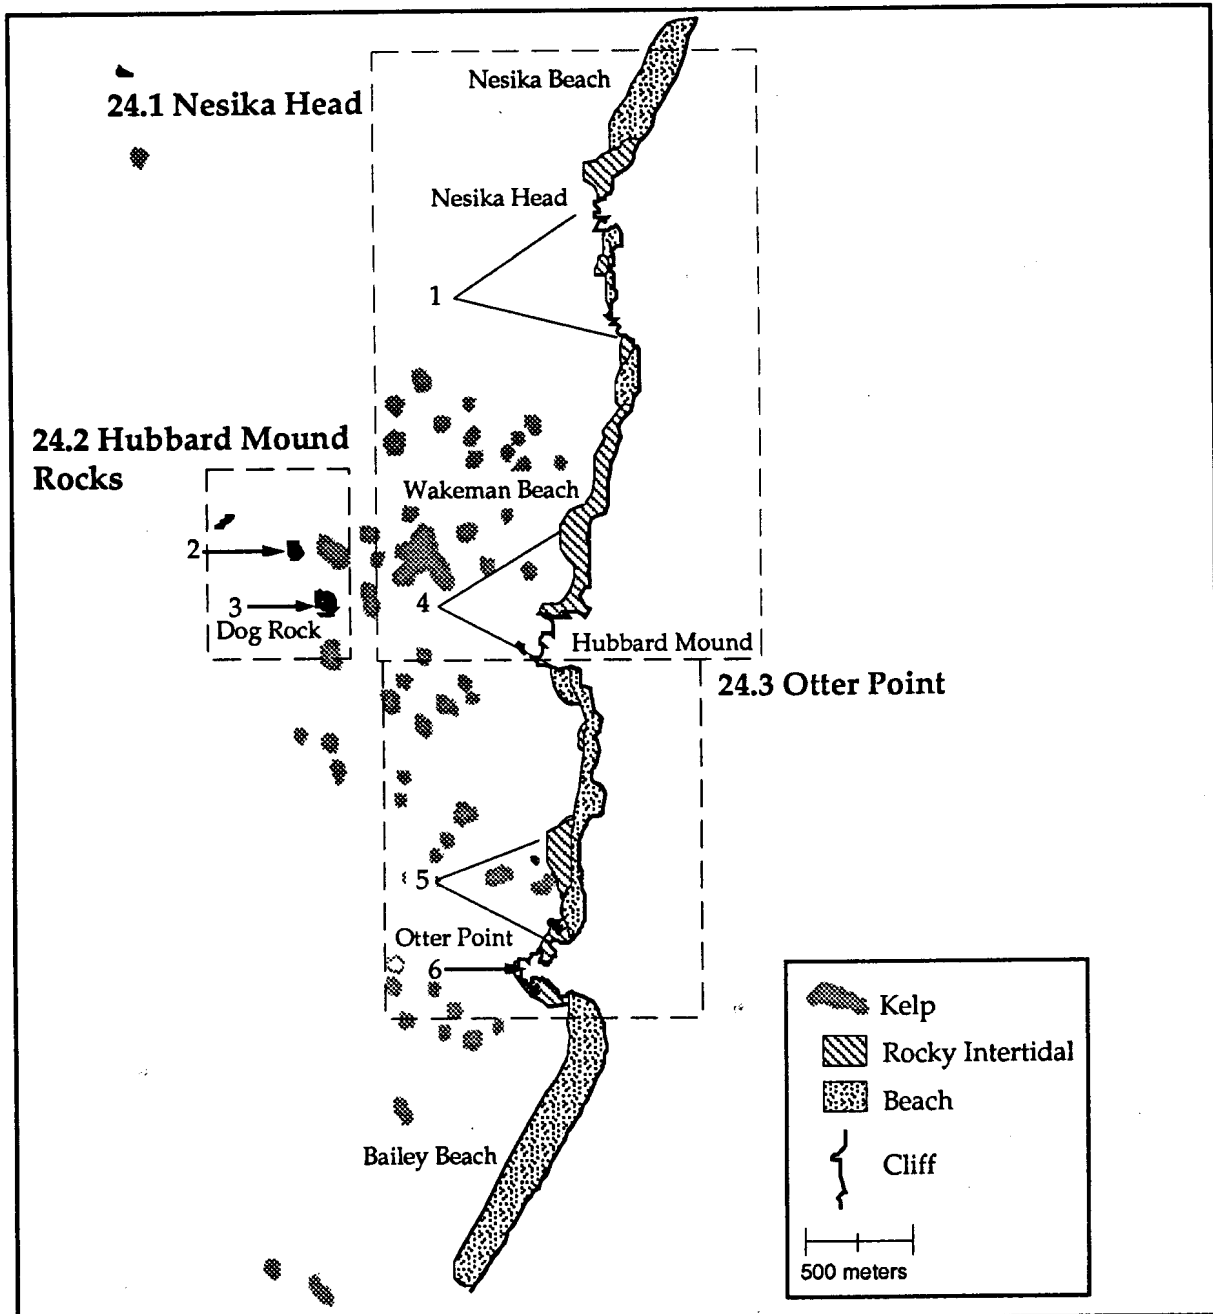 Nesika Beach
24.1 Nesika Head
Nesika Head
1
24.2 Hubbard Mound
Rocks
Wakeman Beach
2
3
Dog Rock
4
Hubbard Mound
24.3 Otter Point
5
Otter Point
6
Bailey Beach
Kelp
Rocky Intertidal
Beach
Cliff
500 meters